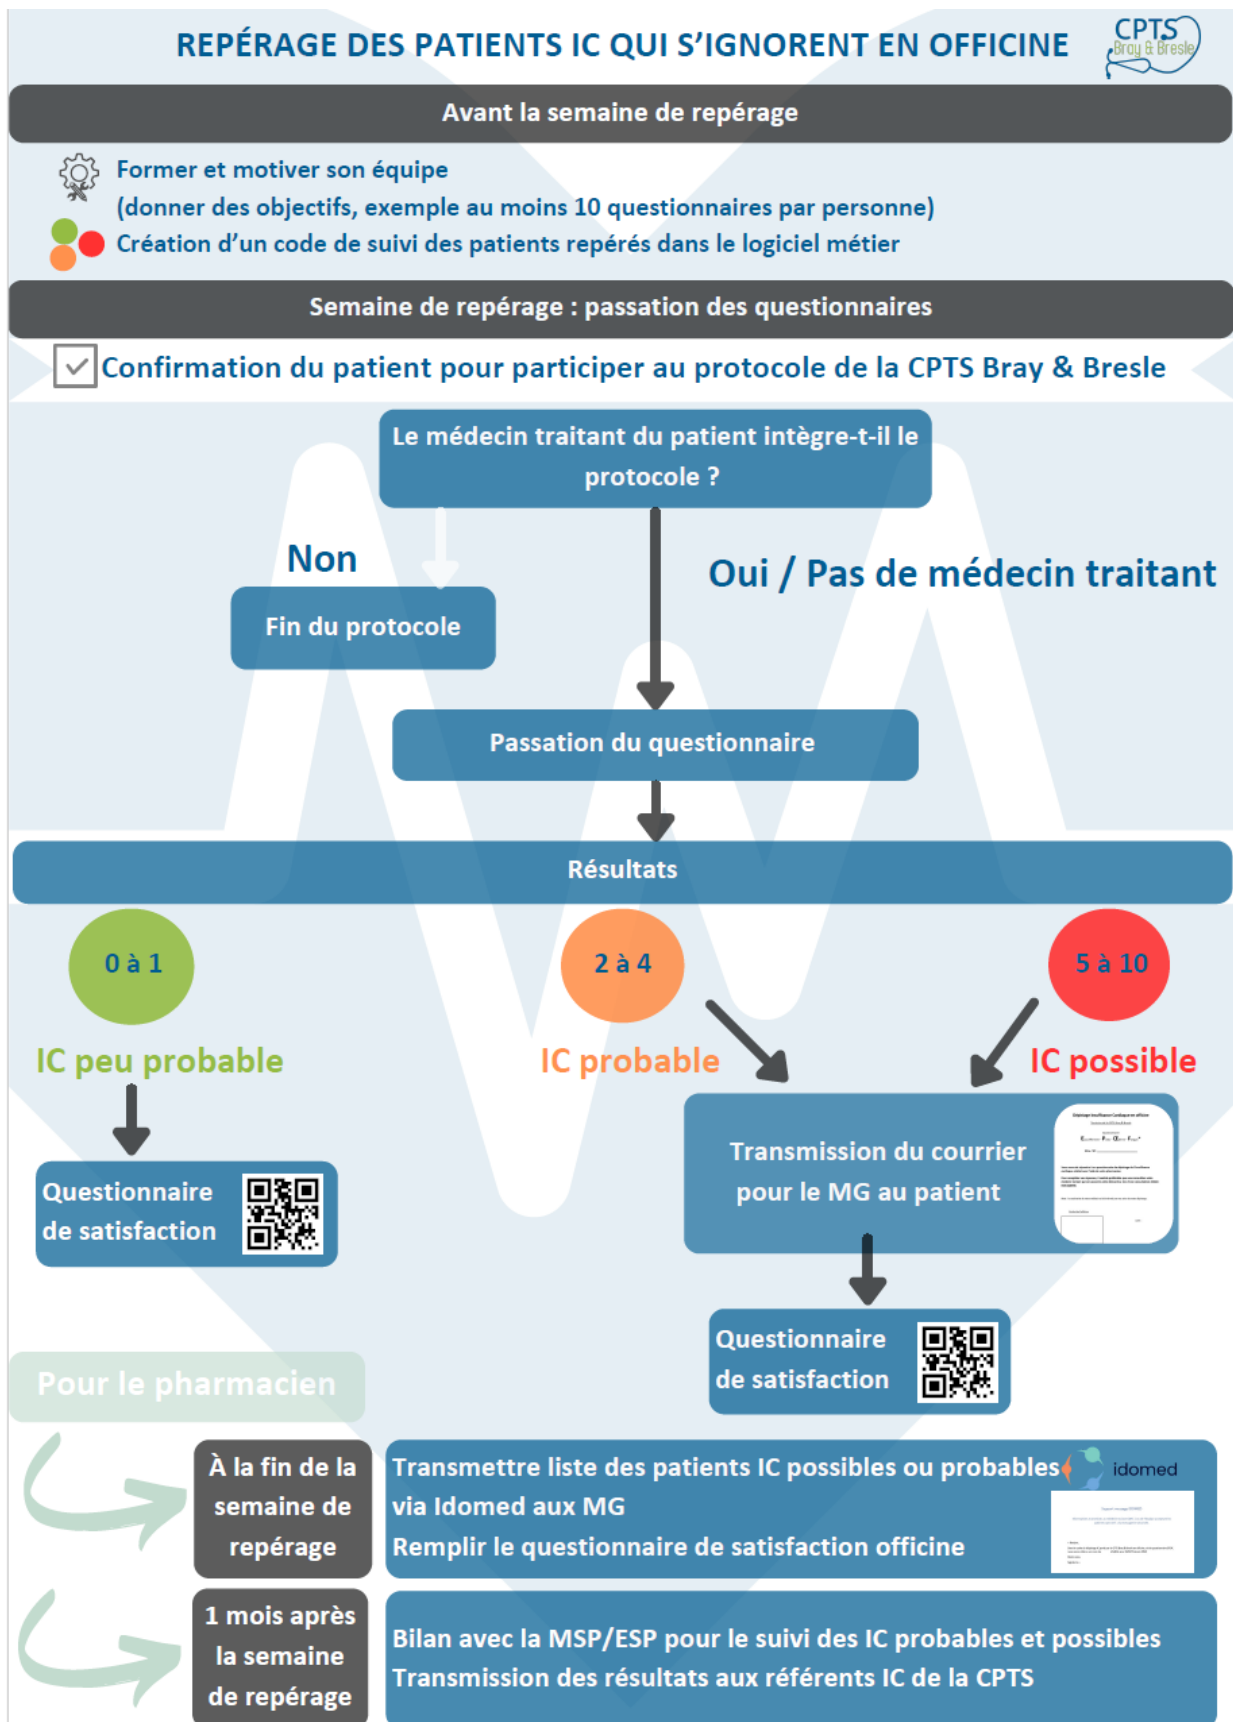 REPÉRAGE DES PATIENTS IC QUI S'IGNORENT EN OFFICINE
CPTS
Bray & Bresle
Avant la semaine de repérage
Former et motiver son équipe
(donner des objectifs, exemple au moins 10 questionnaires par personne)
Création d'un code de suivi des patients repérés dans le logiciel métier
Semaine de repérage : passation des questionnaires
Confirmation du patient pour participer au protocole de la CPTS Bray & Bresle
Le médecin traitant du patient intègre-t-il le
protocole ?
Non
Oui / Pas de médecin traitant
Fin du protocole
Passation du questionnaire
Résultats
0 à 1
2 à 4
5 à 10
IC peu probable
IC probable
IC possible
Transmission du courrier
pour le MG au patient
Questionnaire
de satisfaction
Questionnaire
de satisfaction
Pour le pharmacien
À la fin de la
semaine de
repérage
Transmettre liste des patients IC possibles ou probables
via Idomed aux MG
Remplir le questionnaire de satisfaction officine
idomed
1 mois après
la semaine
de repérage
Bilan avec la MSP/ESP pour le suivi des IC probables et possibles
Transmission des résultats aux référents IC de la CPTS